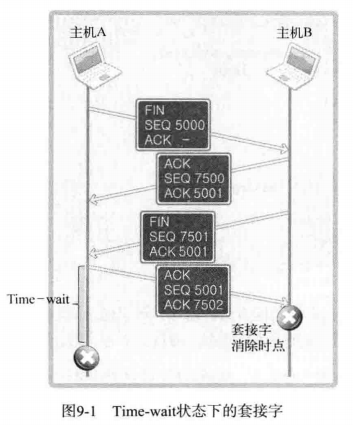 主机A
主机B
FIN
SEQ 5000
ACK -
ACK
SEQ 7500
ACK 5001
FIN
SEQ 7501
ACK 5001
ACK
SEQ 5001
ACK 7502
Time-wait
套接字
消除时点
图9-1 Time-wait状态下的套接字